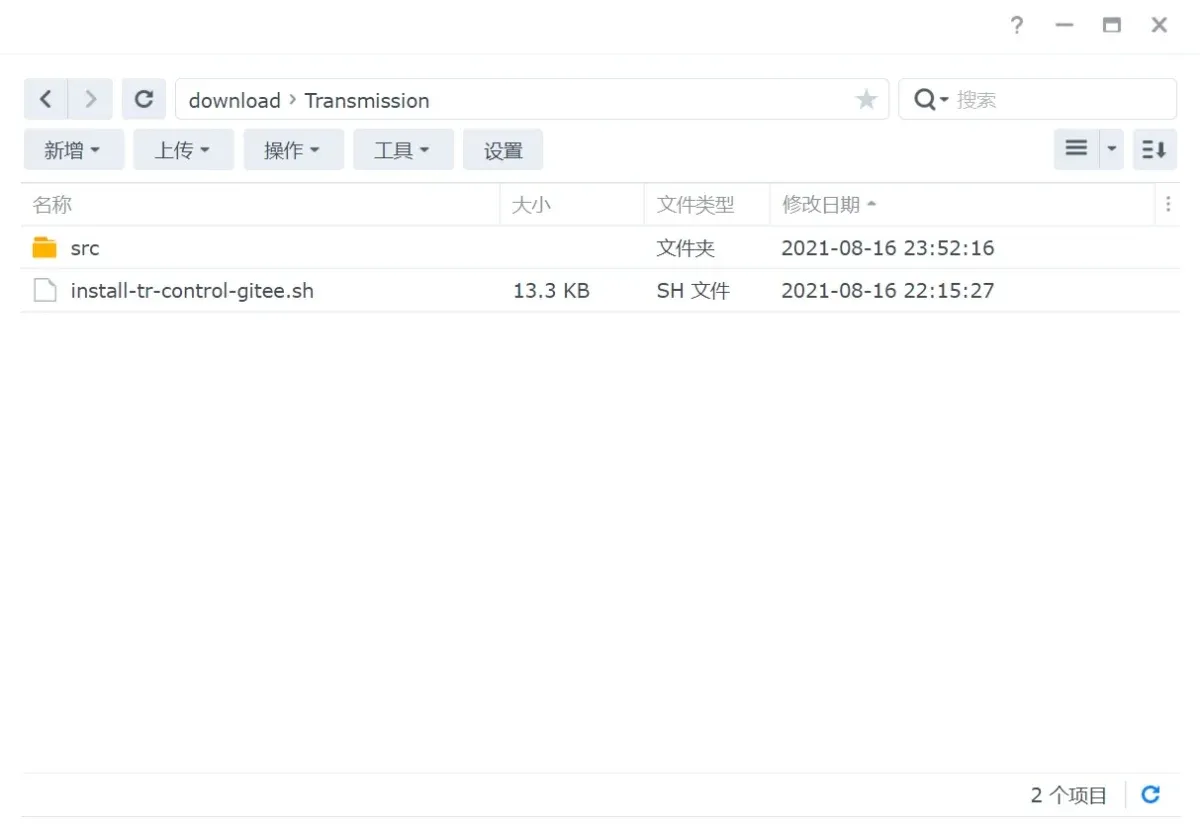 download › Transmission
搜索
新增 上传 操作 工具 设置
名称 大小 文件类型 修改日期
src 文件夹 2021-08-16 23:52:16
install-tr-control-gitee.sh 13.3 KB SH 文件 2021-08-16 22:15:27
2 个项目